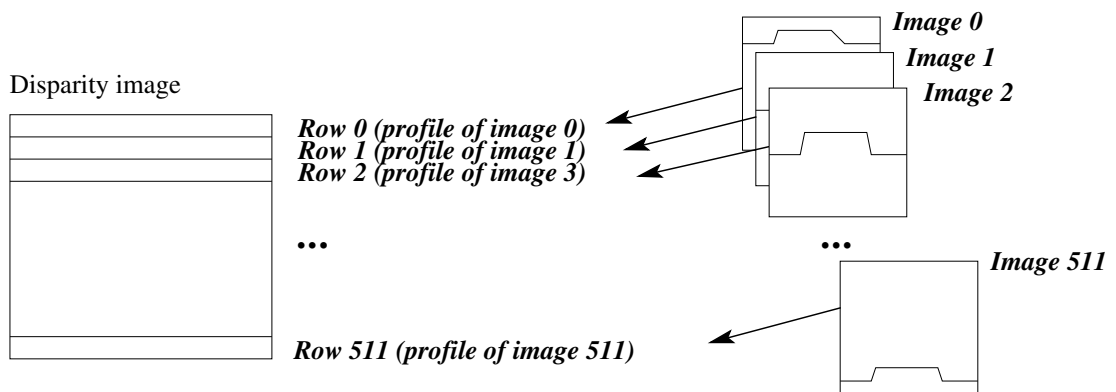 Image 0
Image 1
Disparity image
Image 2
Row 0 (profile of image 0)
Row 1 (profile of image 1)
Row 2 (profile of image 3)
...
...
Image 511
Row 511 (profile of image 511)